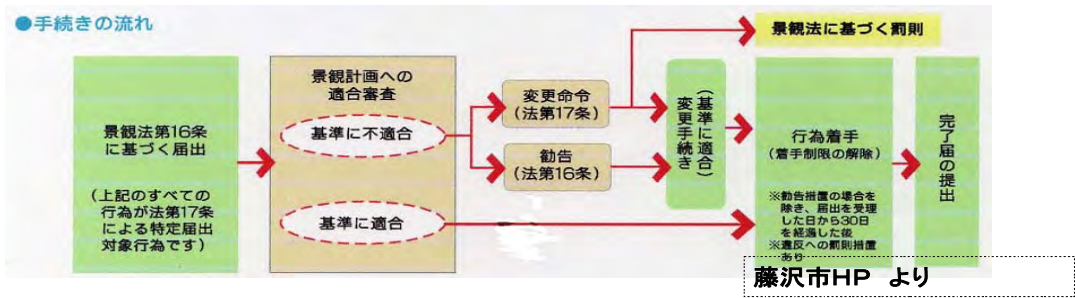 ●手続きの流れ
景観法第16条
に基づく届出
（上記のすべての
行為が法第17条
による特定届出
対象行為です）
景観計画への
適合審査
基準に不適合
基準に適合
変更命令
（法第17条）
勧告
（法第16条）
景観法に基づく罰則
（基準に適合）
変更手続き
行為着手
（着手制限の解除）
※勧告措置の場合を
除き、届出を受理
した日から30日
を経過した後
※違反への罰則措置
あり
完了届の提出
藤沢市HP より